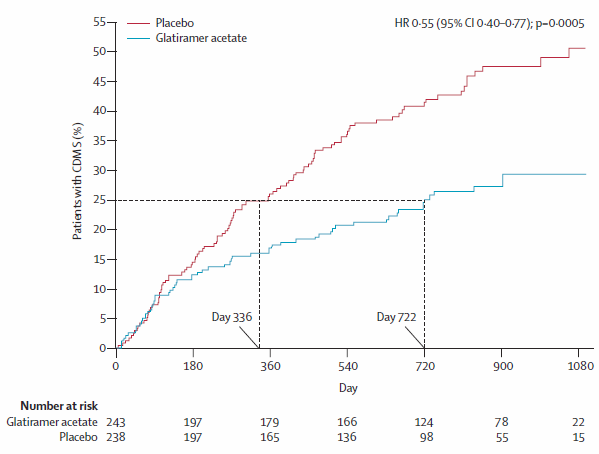 Placebo
Glatiramer acetate
HR 0·55 (95% CI 0·40–0·77); p=0·0005
Patients with CDMS (%)
55
50
45
40
35
30
25
20
15
10
5
0
Day 336
Day 722
0 180 360 540 720 900 1080
Day
Number at risk
Glatiramer acetate 243 197 179 166 124 78 22
Placebo 238 197 165 136 98 55 15